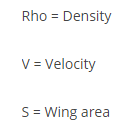 Rho = Density
V = Velocity
S = Wing area